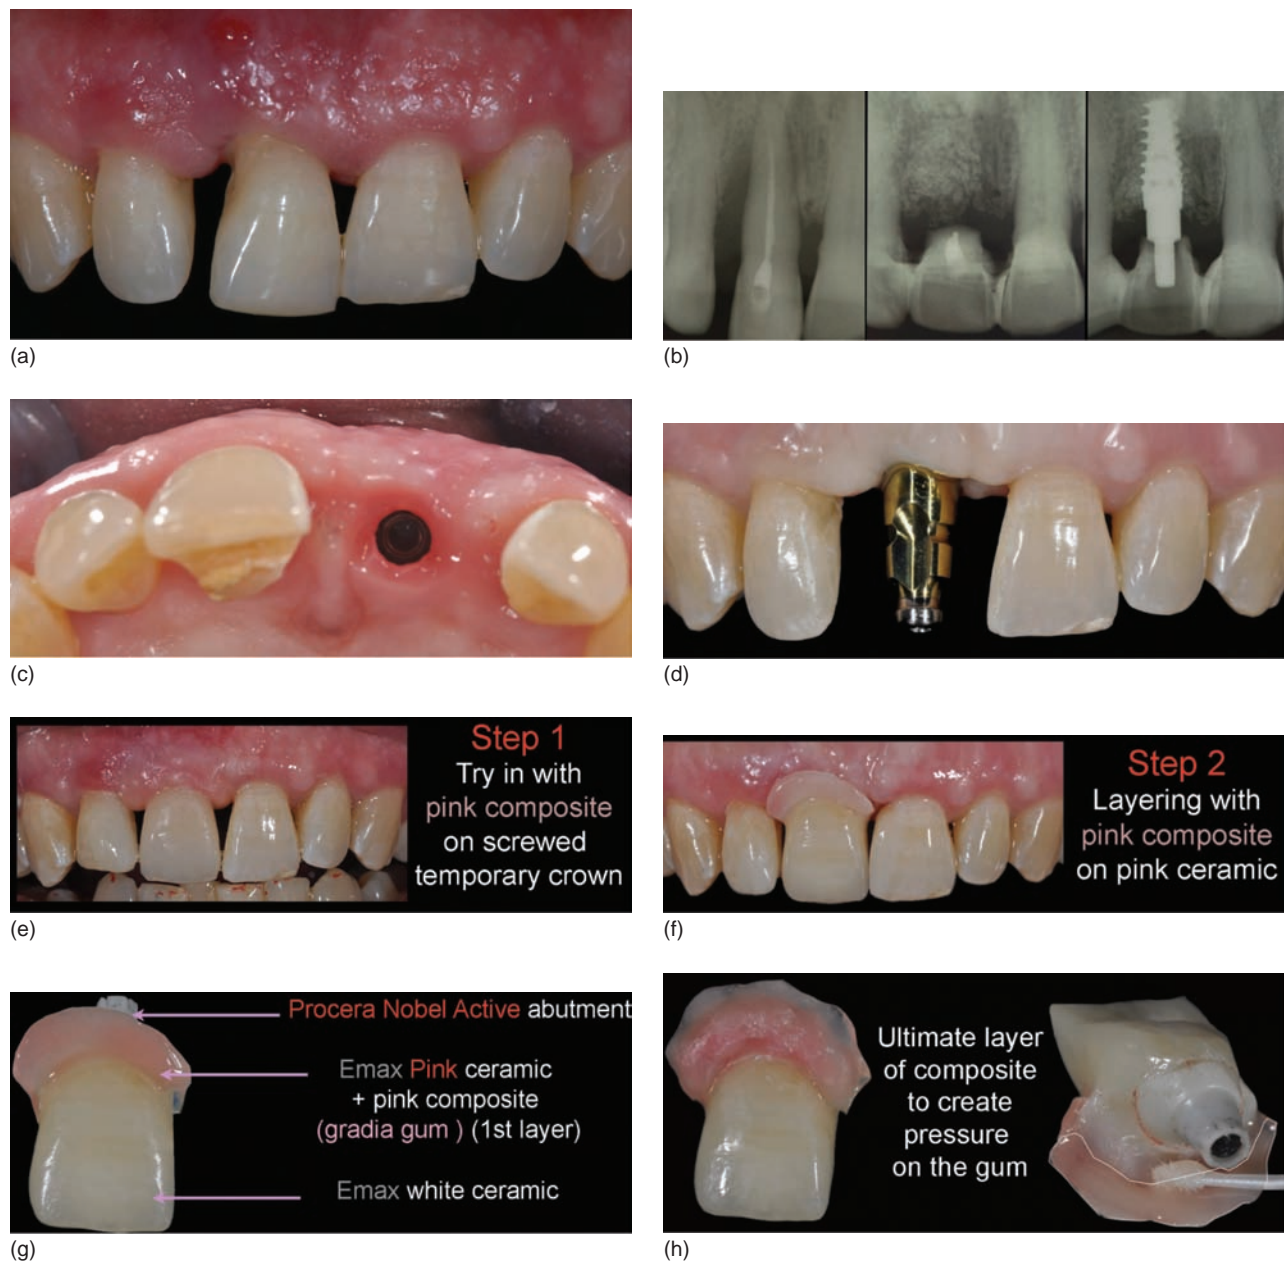 (a)
(b)
(c)
(d)
Step 1
Try in with
pink composite
on screwed
temporary crown
(e)
Step 2
Layering with
pink composite
on pink ceramic
(f)
Procera Nobel Active abutment
Emax Pink ceramic
+ pink composite
(gradia gum ) (1st layer)
Emax white ceramic
(g)
Ultimate layer
of composite
to create
pressure
on the gum
(h)